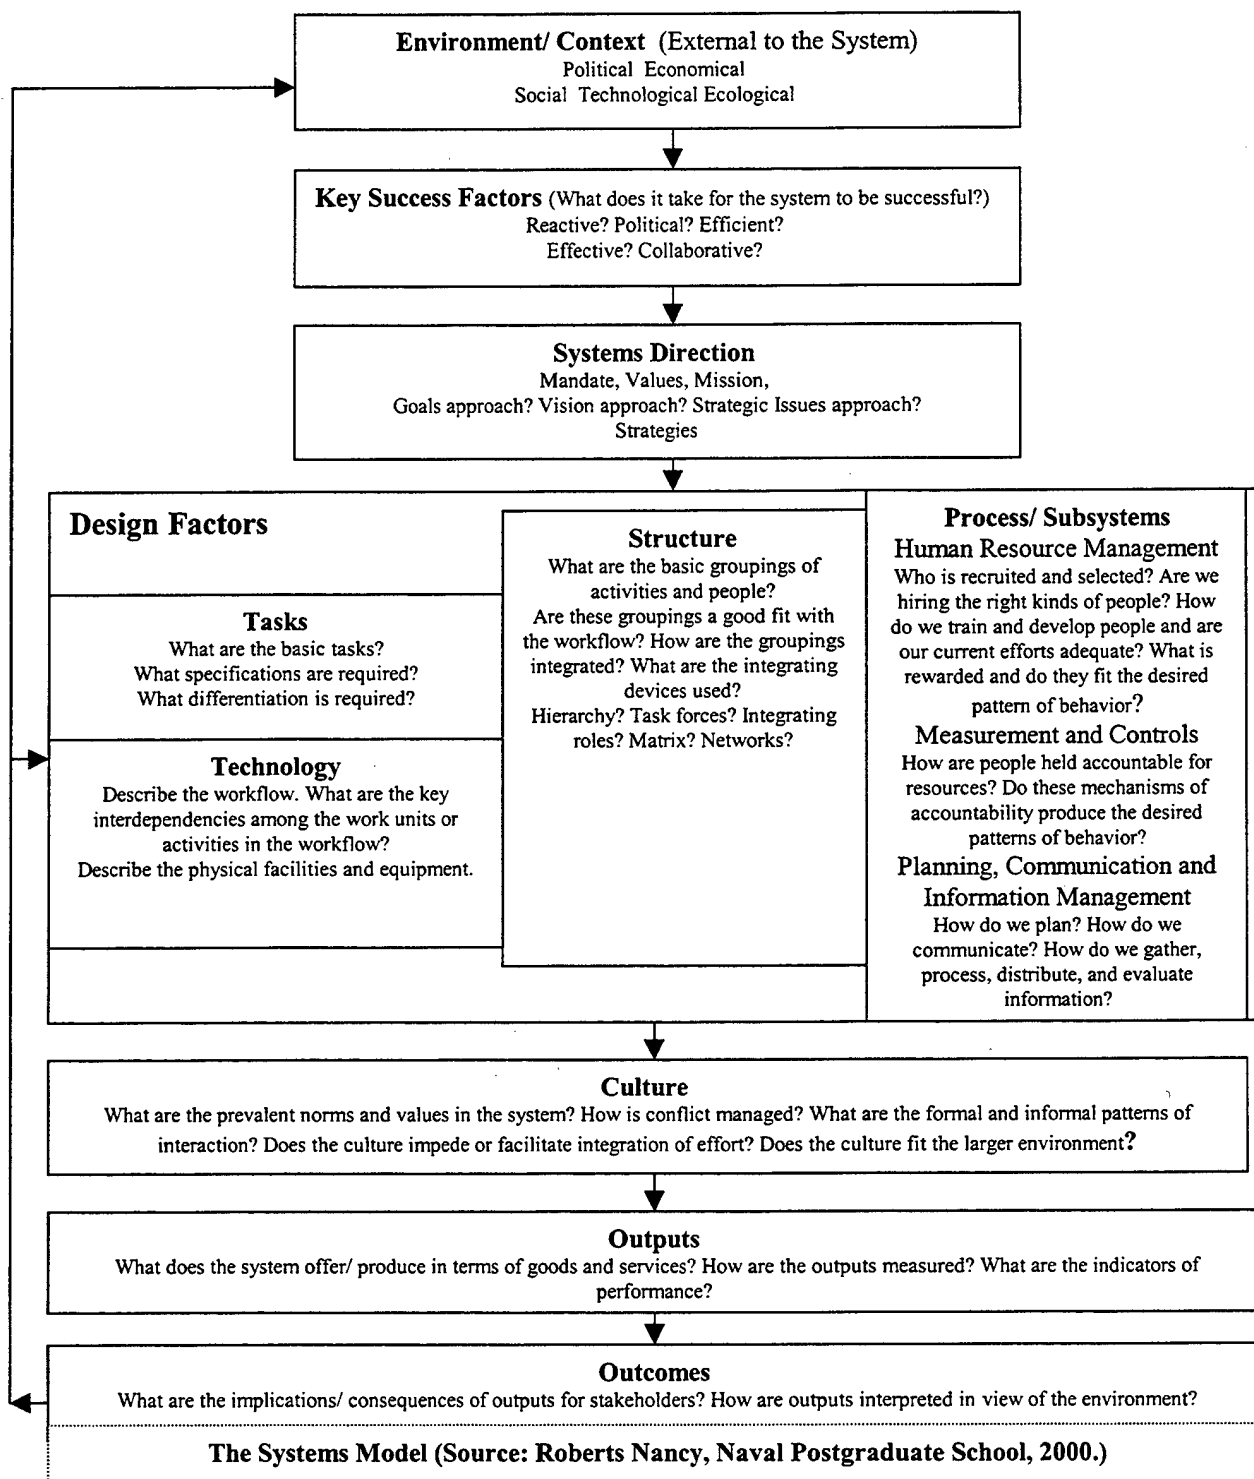 Environment/ Context (External to the System)
Political Economical
Social Technological Ecological
Key Success Factors (What does it take for the system to be successful?)
Reactive? Political? Efficient?
Effective? Collaborative?
Systems Direction
Mandate, Values, Mission,
Goals approach? Vision approach? Strategic Issues approach?
Strategies
Design Factors
Tasks
What are the basic tasks?
What specifications are required?
What differentiation is required?
Technology
Describe the workflow. What are the key
interdependencies among the work units or
activities in the workflow?
Describe the physical facilities and equipment.
Structure
What are the basic groupings of
activities and people?
Are these groupings a good fit with
the workflow? How are the groupings
integrated? What are the integrating
devices used?
Hierarchy? Task forces? Integrating
roles? Matrix? Networks?
Process/ Subsystems
Human Resource Management
Who is recruited and selected? Are we
hiring the right kinds of people? How
do we train and develop people and are
our current efforts adequate? What is
rewarded and do they fit the desired
pattern of behavior?
Measurement and Controls
How are people held accountable for
resources? Do these mechanisms of
accountability produce the desired
patterns of behavior?
Planning, Communication and
Information Management
How do we plan? How do we
communicate? How do we gather,
process, distribute, and evaluate
information?
Culture
What are the prevalent norms and values in the system? How is conflict managed? What are the formal and informal patterns of
interaction? Does the culture impede or facilitate integration of effort? Does the culture fit the larger environment?
Outputs
What does the system offer/ produce in terms of goods and services? How are the outputs measured? What are the indicators of
performance?
Outcomes
What are the implications/ consequences of outputs for stakeholders? How are outputs interpreted in view of the environment?
The Systems Model (Source: Roberts Nancy, Naval Postgraduate School, 2000.)